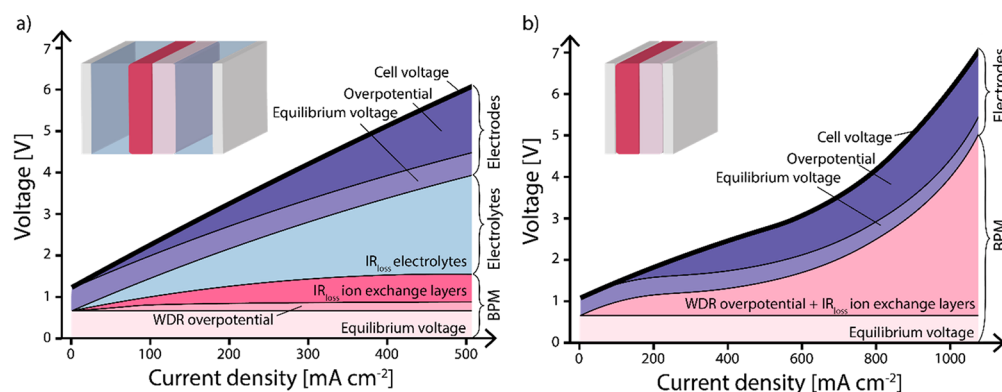 a)
7
6
5
4
3
2
1
0
Voltage [V]
Cell voltage
Overpotential
Equilibrium voltage
IRloss electrolytes
IRloss ion exchange layers
WDR overpotential
Equilibrium voltage
Electrodes
Electrolytes
BPM
0 100 200 300 400 500
Current density [mA cm-2]
b)
7
6
5
4
3
2
1
0
Voltage [V]
Cell voltage
Overpotential
Equilibrium voltage
WDR overpotential + IRloss ion exchange layers
Equilibrium voltage
Electrodes
BPM
0 200 400 600 800 1000
Current density [mA cm-2]